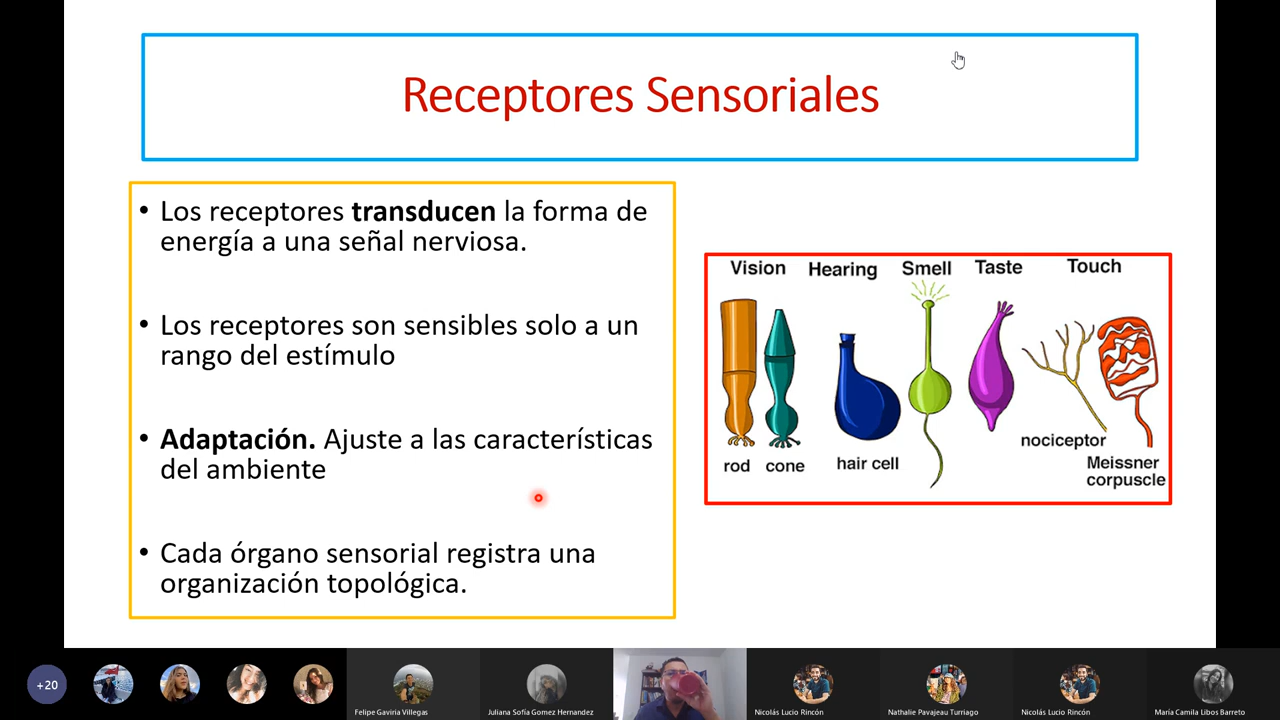 Receptores Sensoriales
• Los receptores transducen la forma de
energía a una señal nerviosa.
• Los receptores son sensibles solo a un
rango del estímulo
• Adaptación. Ajuste a las características
del ambiente
• Cada órgano sensorial registra una
organización topológica.
Vision Hearing Smell Taste Touch
rod cone hair cell nociceptor
Meissner
corpuscle
+20
Felipe Gaviria Villegas
Juliana Sofía Gomez Hernandez
Nicolás Lucio Rincón
Nathalie Pavajeau Turriago
Nicolás Lucio Rincón
María Camila Libos Barreto